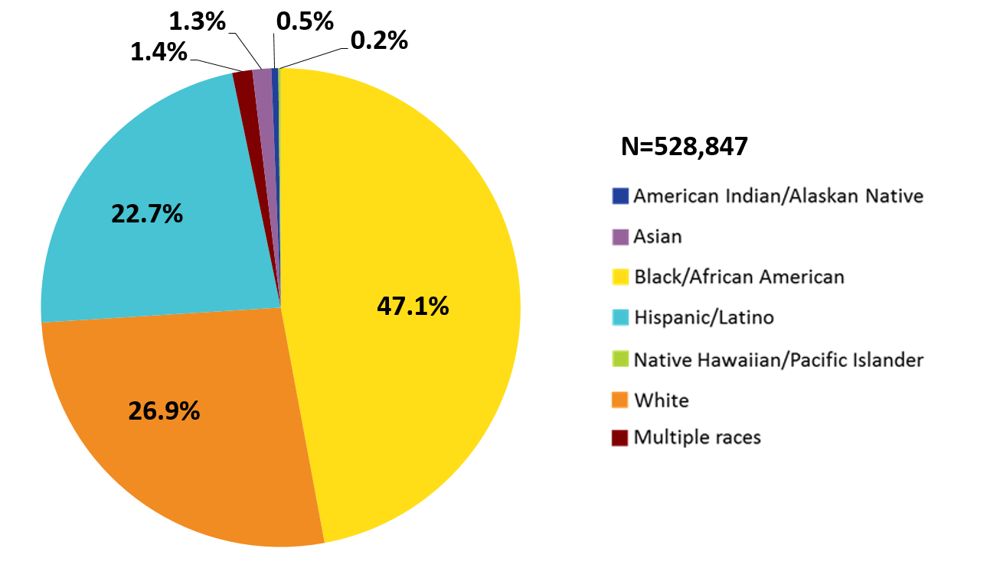 1.3%
0.5%
0.2%
1.4%
22.7%
47.1%
26.9%
N=528,847
American Indian/Alaskan Native
Asian
Black/African American
Hispanic/Latino
Native Hawaiian/Pacific Islander
White
Multiple races